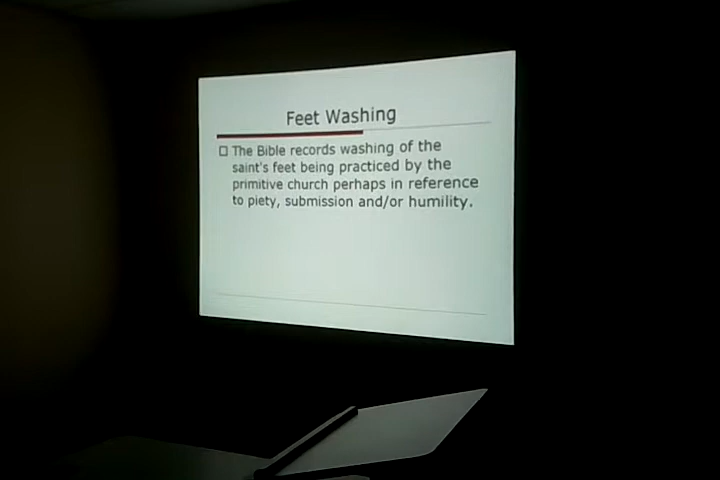 Feet Washing
The Bible records washing of the
saint's feet being practiced by the
primitive church perhaps in reference
to piety, submission and/or humility.